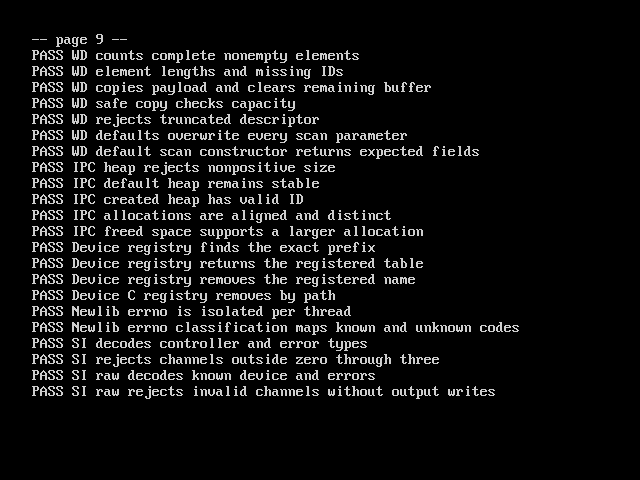 -- page 9 --
PASS WD counts complete nonempty elements
PASS WD element lengths and missing IDs
PASS WD copies payload and clears remaining buffer
PASS WD safe copy checks capacity
PASS WD rejects truncated descriptor
PASS WD defaults overwrite every scan parameter
PASS WD default scan constructor returns expected fields
PASS IPC heap rejects nonpositive size
PASS IPC default heap remains stable
PASS IPC created heap has valid ID
PASS IPC allocations are aligned and distinct
PASS IPC freed space supports a larger allocation
PASS Device registry finds the exact prefix
PASS Device registry returns the registered table
PASS Device registry removes the registered name
PASS Device C registry removes by path
PASS Newlib errno is isolated per thread
PASS Newlib errno classification maps known and unknown codes
PASS SI decodes controller and error types
PASS SI rejects channels outside zero through three
PASS SI raw decodes known device and errors
PASS SI raw rejects invalid channels without output writes